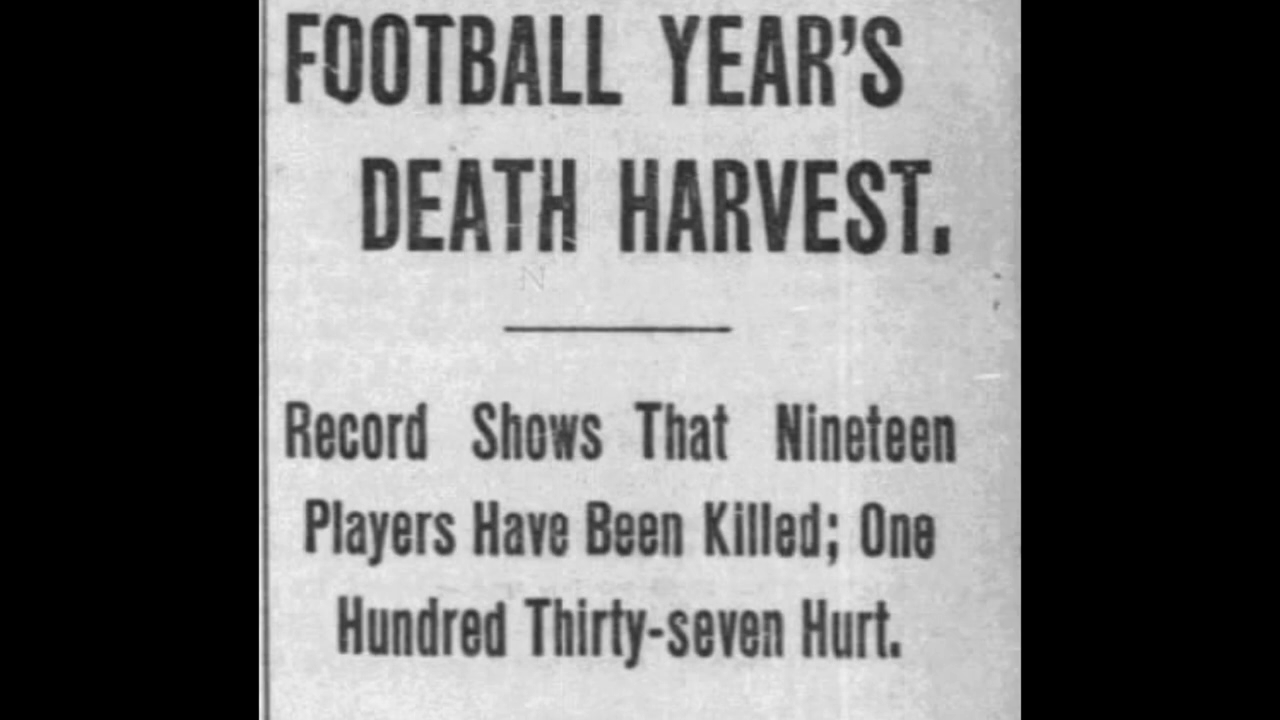 FOOTBALL YEAR'S
DEATH HARVEST.
Record Shows That Nineteen
Players Have Been Killed; One
Hundred Thirty-seven Hurt.